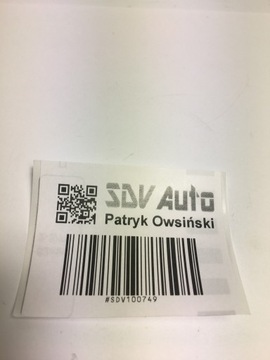 SDV Auto
Patryk Owsiński
#SDV100749